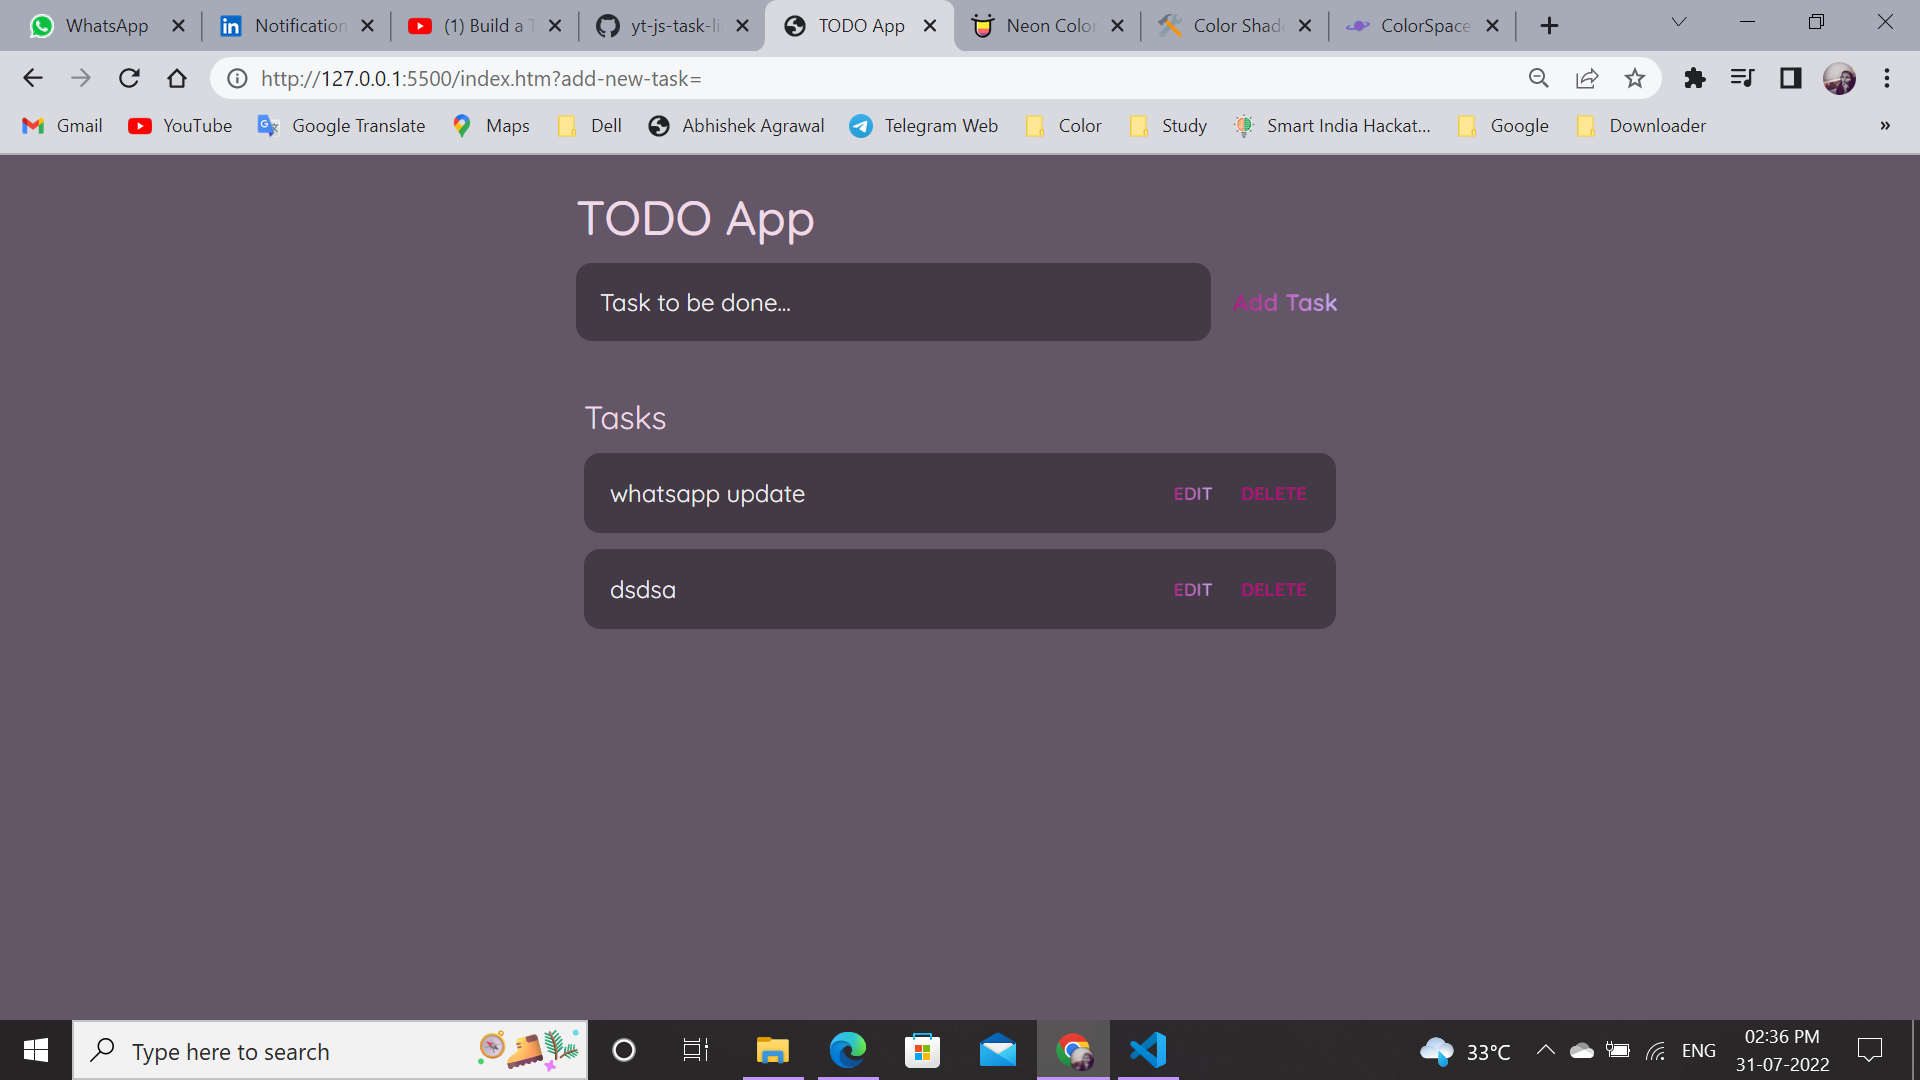 WhatsApp
Notification
(1) Build a T
yt-js-task-li
TODO App
Neon Color
Color Shade
ColorSpace
http://127.0.0.1:5500/index.htm?add-new-task=
Gmail
YouTube
Google Translate
Maps
Dell
Abhishek Agrawal
Telegram Web
Color
Study
Smart India Hackat...
Google
Downloader
»
TODO App
Task to be done...
Add Task
Tasks
whatsapp update
EDIT
DELETE
dsdsa
EDIT
DELETE
Type here to search
33°C
ENG
02:36 PM
31-07-2022